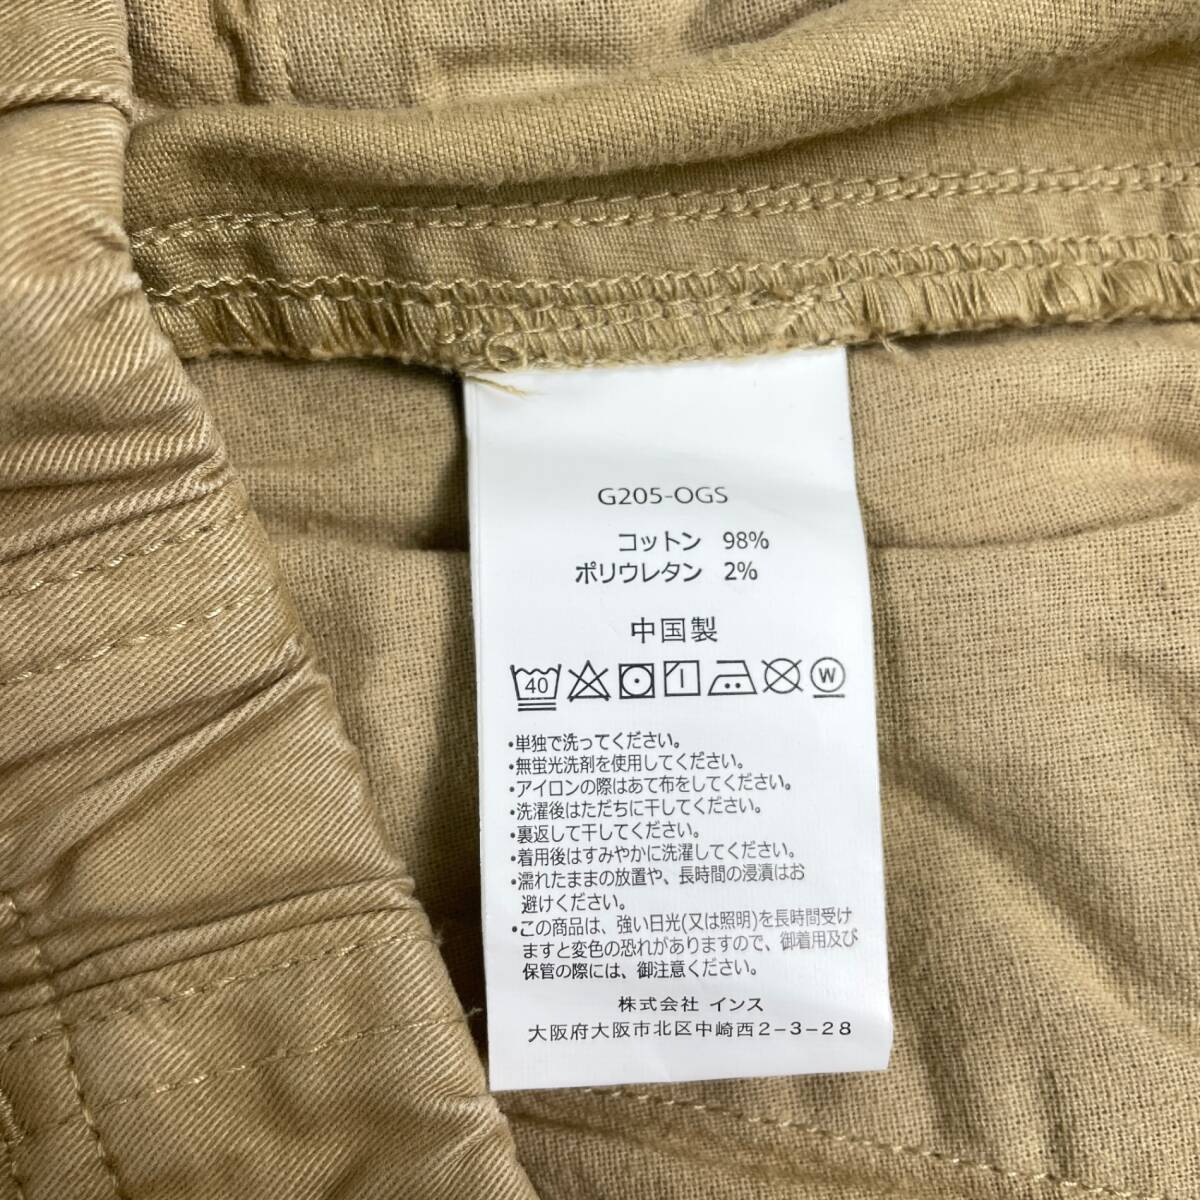 G205-OGS
コットン 98%
ポリウレタン 2%
中国製
40 W
・単独で洗ってください。
・無蛍光洗剤を使用してください。
・アイロンの際はあて布をしてください。
・洗濯後はただちに干してください。
・裏返して干してください。
・着用後はすみやかに洗濯してください。
・濡れたままの放置や、長時間の浸漬はお
避けください。
・この商品は、強い日光(又は照明)を長時間受け
ますと変色の恐れがありますので、御着用及び
保管の際には、御注意ください。
株式会社 インス
大阪府大阪市北区中崎西2-3-28